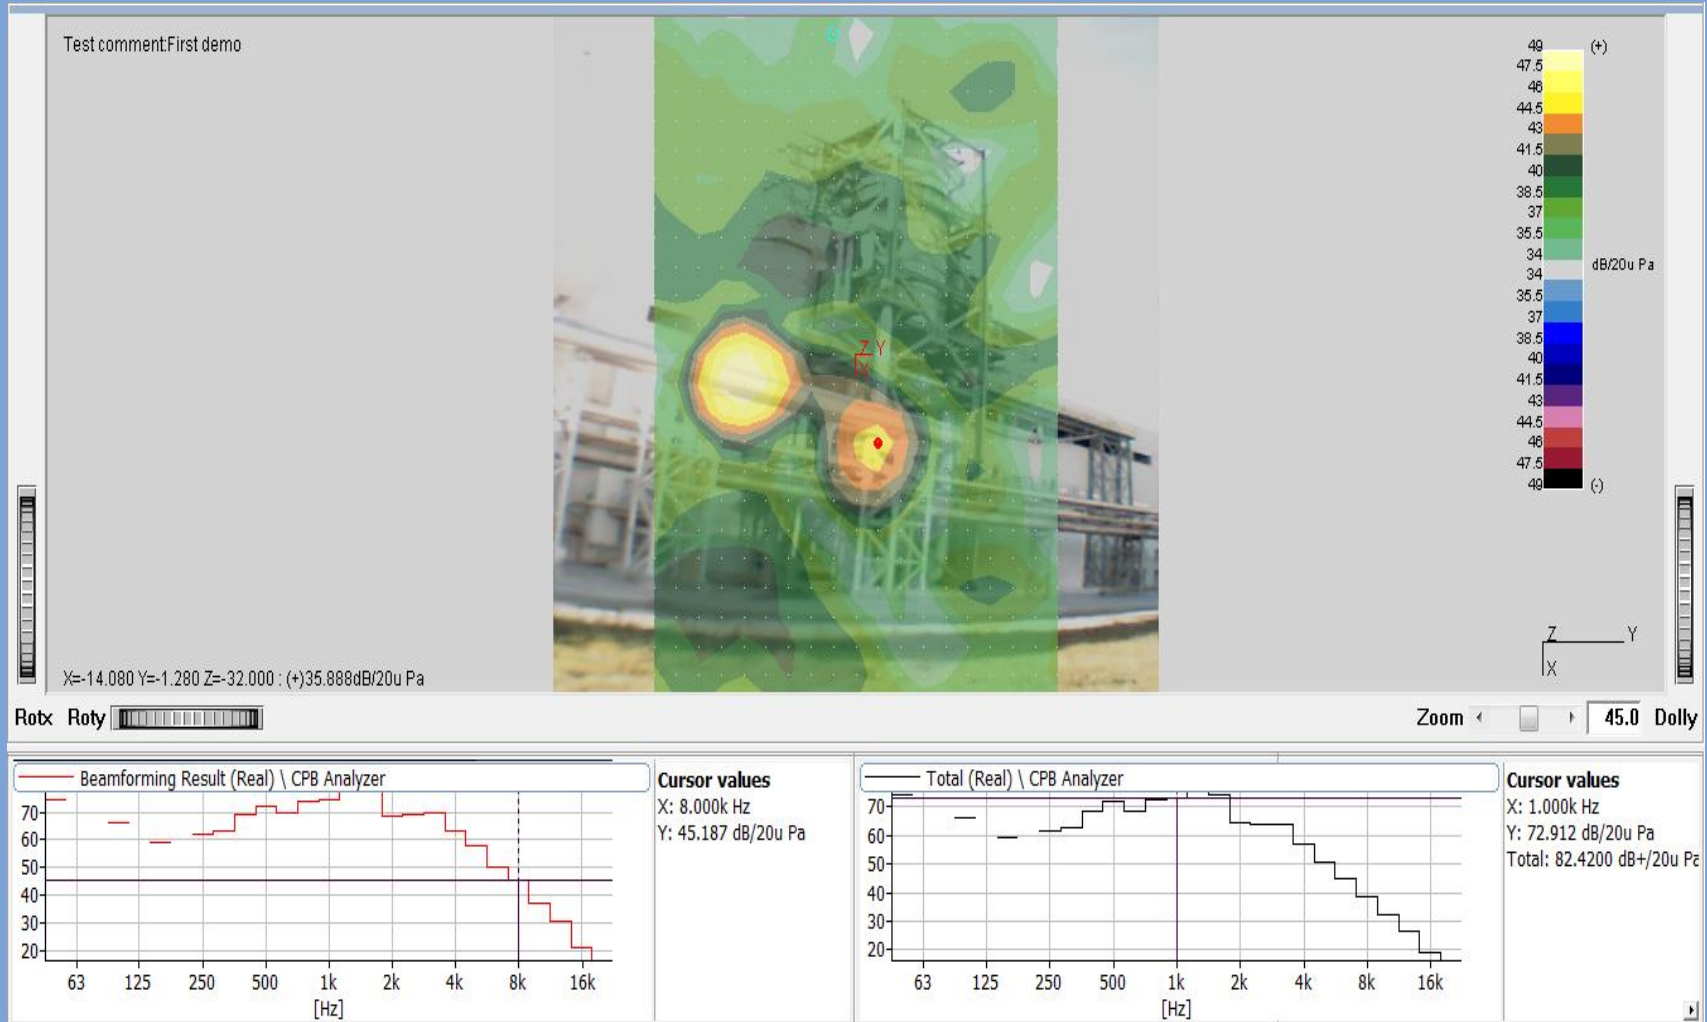 Test comment:First demo
49
47.5
46
44.5
43
41.5
40
38.5
37
35.5
34
34
35.5
37
38.5
40
41.5
43
44.5
46
47.5
49
(+)
dB/20u Pa
(-)
Z Y
X
Z Y
X
X=-14.080 Y=-1.280 Z=-32.000 : (+)35.888dB/20u Pa
Rotx Roty
Zoom 45.0 Dolly
Beamforming Result (Real) \ CPB Analyzer
70
60
50
40
30
20
63 125 250 500 1k 2k 4k 8k 16k
[Hz]
Cursor values
X: 8.000k Hz
Y: 45.187 dB/20u Pa
Total (Real) \ CPB Analyzer
70
60
50
40
30
20
63 125 250 500 1k 2k 4k 8k 16k
[Hz]
Cursor values
X: 1.000k Hz
Y: 72.912 dB/20u Pa
Total: 82.4200 dB+/20u Pa